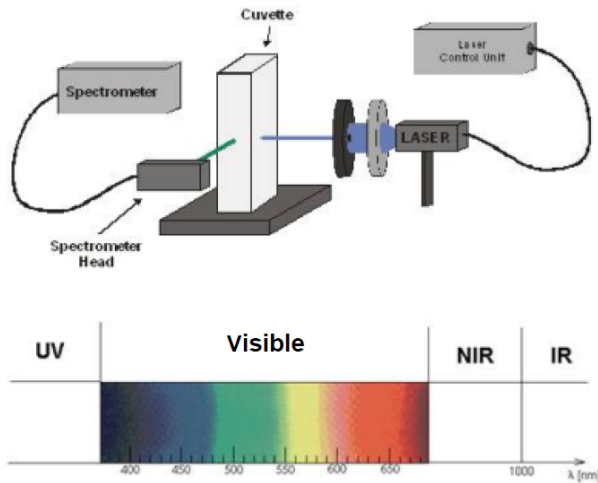 Cuvette
Laser
Control Unit
Spectrometer
LASER
Spectrometer
Head
UV
Visible
NIR
IR
400
450
500
550
600
650
1000
λ [nm]